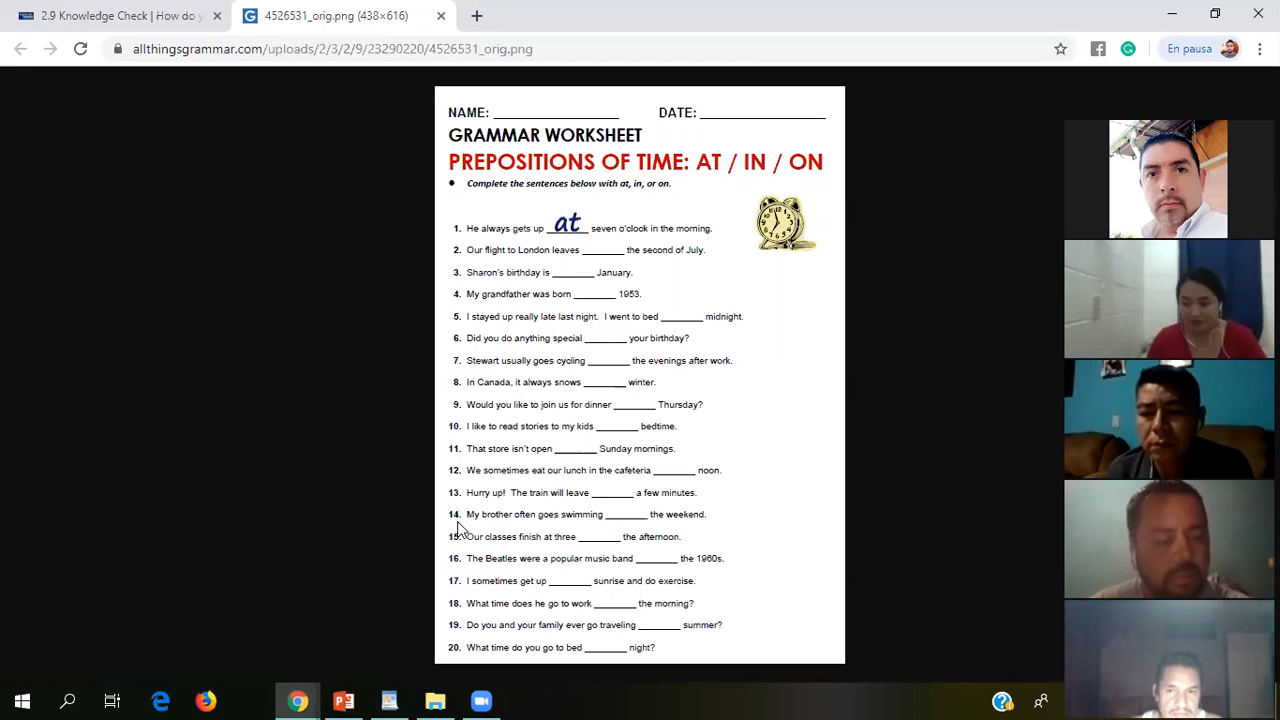 2.9 Knowledge Check | How do y
4526531_orig.png (438×616)
allthingsgrammar.com/uploads/2/3/2/9/23290220/4526531_orig.png
En pausa
NAME: ____________ DATE: ____________
GRAMMAR WORKSHEET
PREPOSITIONS OF TIME: AT / IN / ON
● Complete the sentences below with at, in, or on.
1. He always gets up at seven o'clock in the morning.
2. Our flight to London leaves ________ the second of July.
3. Sharon's birthday is ________ January.
4. My grandfather was born ________ 1953.
5. I stayed up really late last night. I went to bed ________ midnight.
6. Did you do anything special ________ your birthday?
7. Stewart usually goes cycling ________ the evenings after work.
8. In Canada, it always snows ________ winter.
9. Would you like to join us for dinner ________ Thursday?
10. I like to read stories to my kids ________ bedtime.
11. That store isn't open ________ Sunday mornings.
12. We sometimes eat our lunch in the cafeteria ________ noon.
13. Hurry up! The train will leave ________ a few minutes.
14. My brother often goes swimming ________ the weekend.
15. Our classes finish at three ________ the afternoon.
16. The Beatles were a popular music band ________ the 1960s.
17. I sometimes get up ________ sunrise and do exercise.
18. What time does he go to work ________ the morning?
19. Do you and your family ever go traveling ________ summer?
20. What time do you go to bed ________ night?